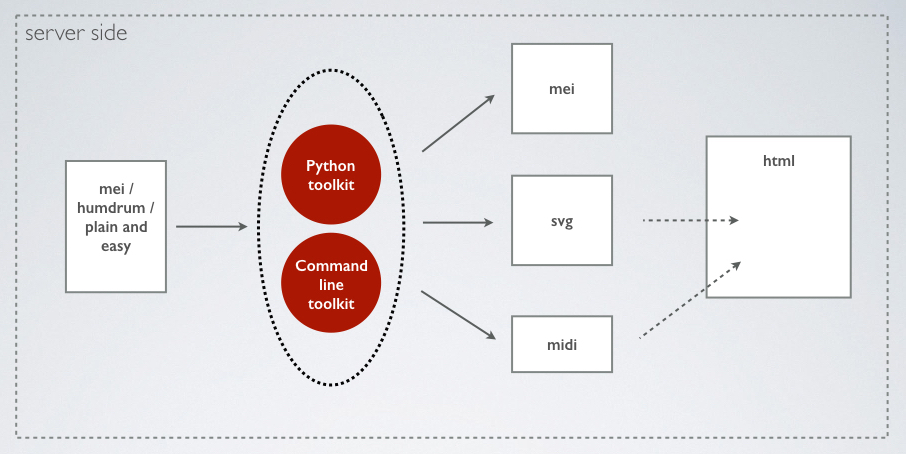 server side
mei /
humdrum /
plain and
easy
Python
toolkit
Command
line
toolkit
mei
svg
midi
html